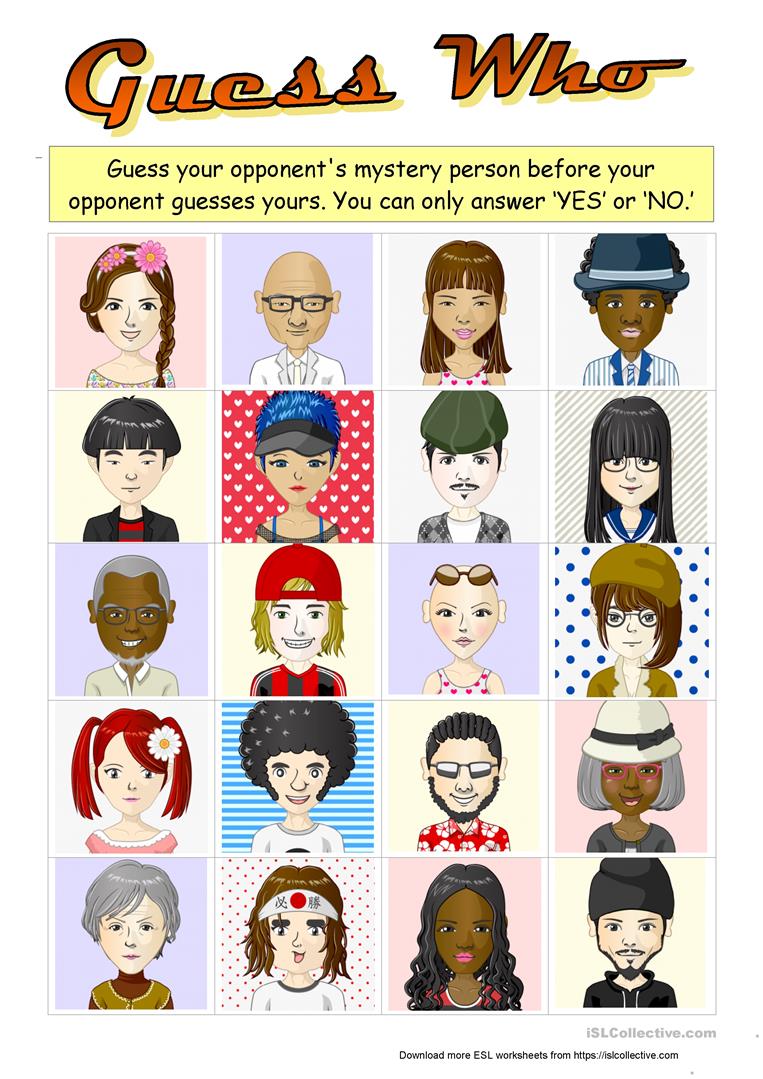 Guess Who
Guess your opponent's mystery person before your
opponent guesses yours. You can only answer ‘YES’ or ‘NO.’
必 勝
iSLCollective.com
Download more ESL worksheets from https://islcollective.com